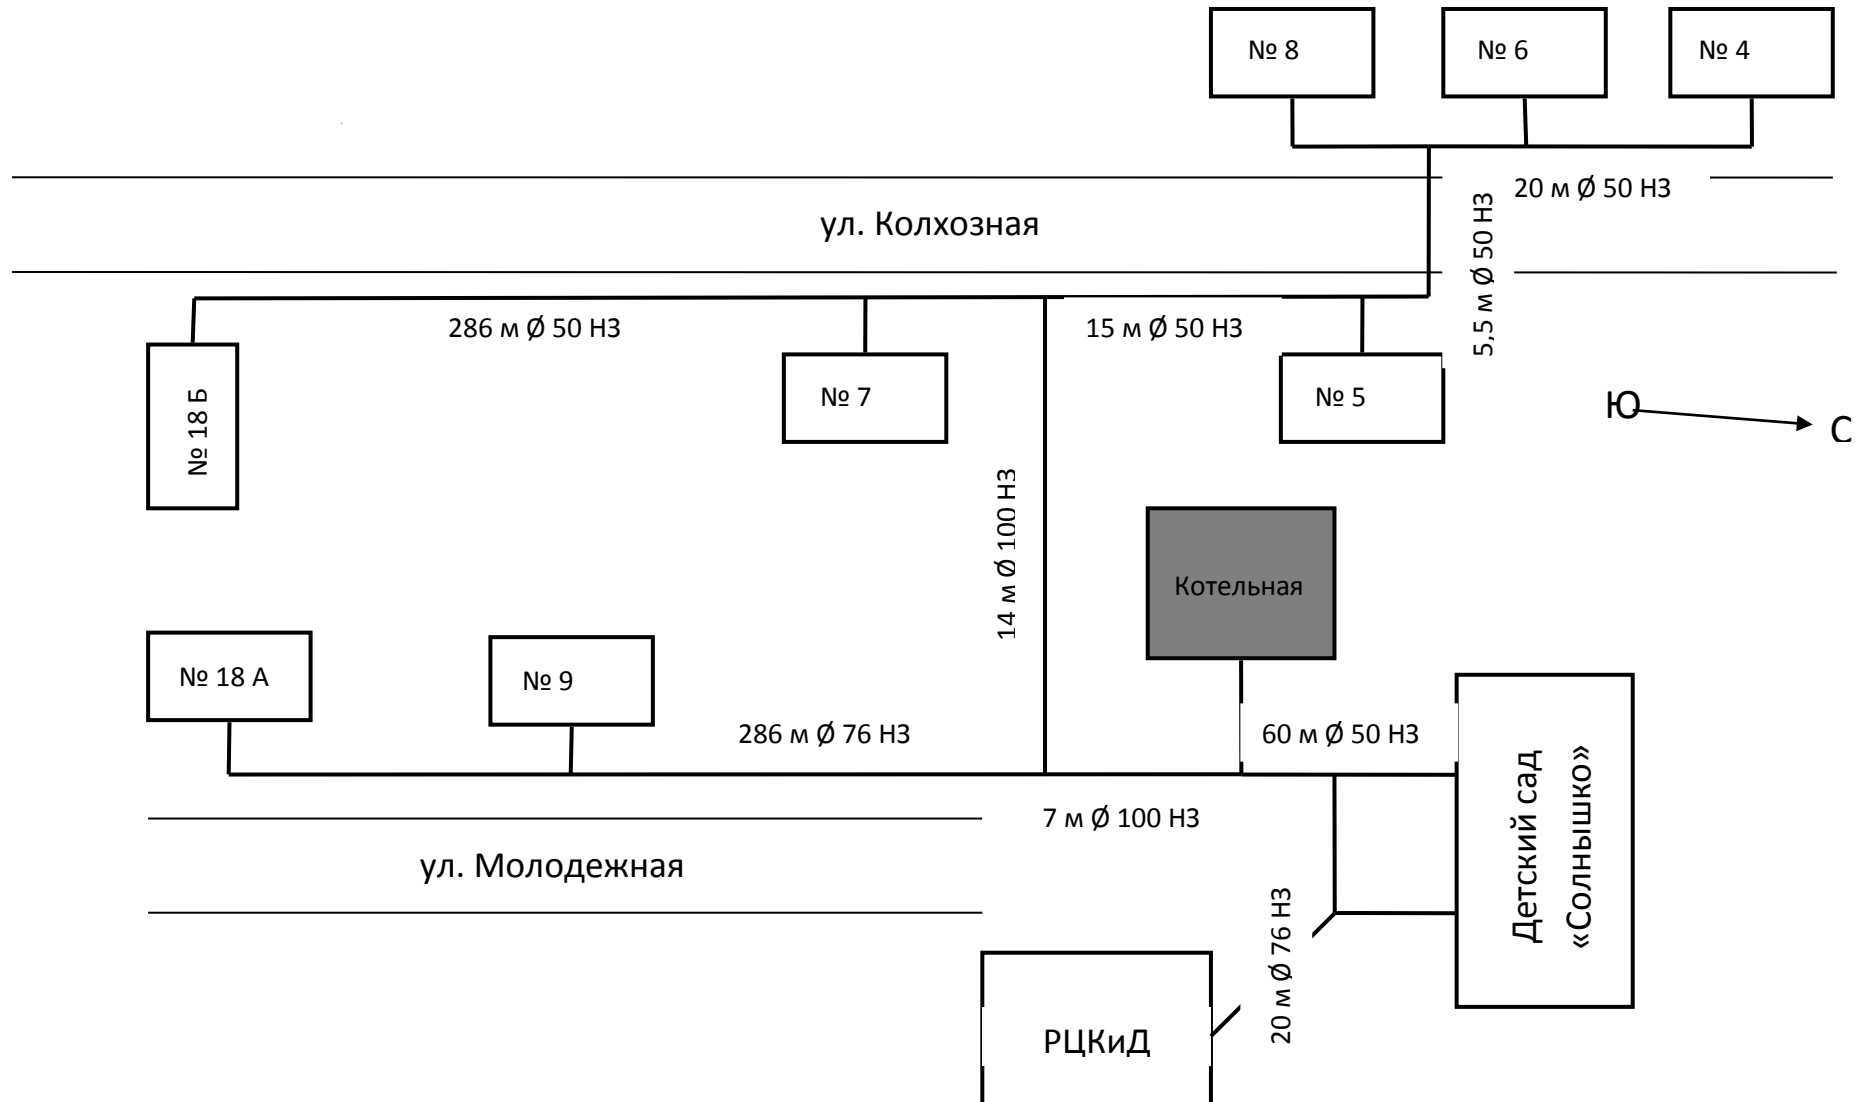 № 8
№ 6
№ 4
20 м Ø 50 НЗ
ул. Колхозная
5,5 м Ø 50 НЗ
286 м Ø 50 НЗ
15 м Ø 50 НЗ
№ 18 Б
№ 7
№ 5
Ю
С
14 м Ø 100 НЗ
Котельная
№ 18 А
№ 9
286 м Ø 76 НЗ
60 м Ø 50 НЗ
Детский сад
«Солнышко»
7 м Ø 100 НЗ
ул. Молодежная
20 м Ø 76 НЗ
РЦКиД